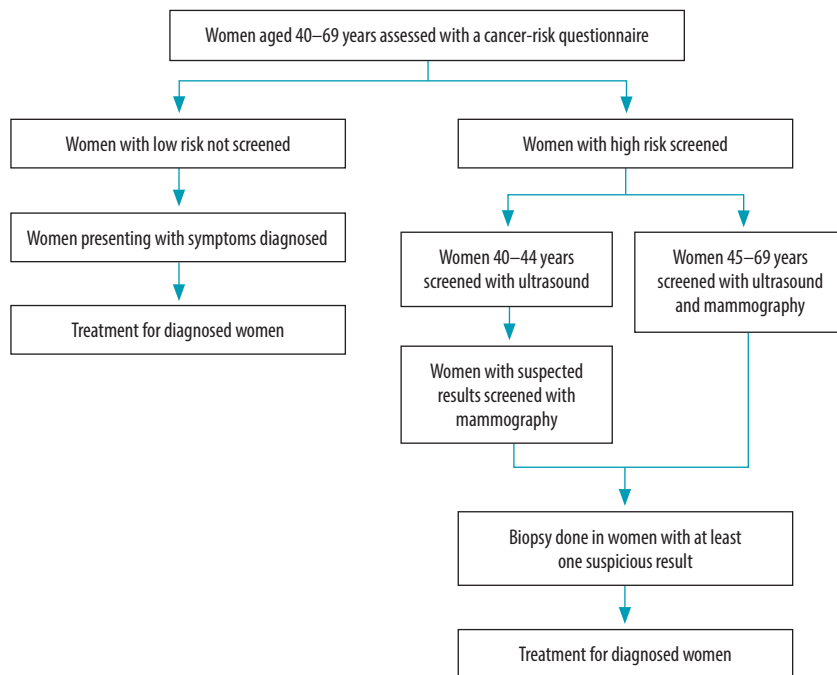 Women aged 40–69 years assessed with a cancer-risk questionnaire
Women with low risk not screened
Women with high risk screened
Women presenting with symptoms diagnosed
Women 40–44 years
screened with ultrasound
Women 45–69 years
screened with ultrasound
and mammography
Treatment for diagnosed women
Women with suspected
results screened with
mammography
Biopsy done in women with at least
one suspicious result
Treatment for diagnosed women